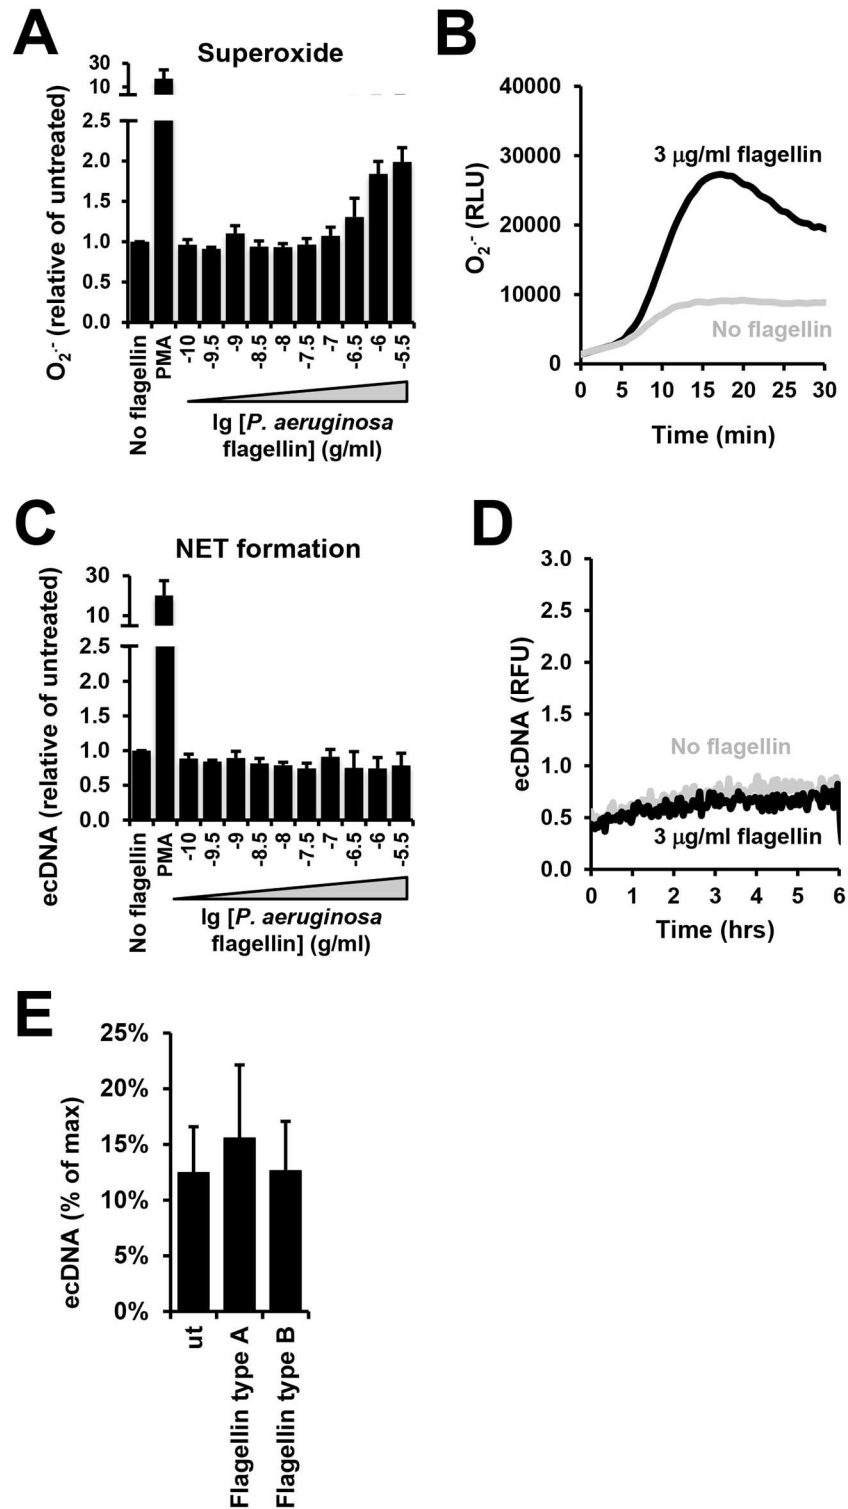 A
Superoxide
O2·- (relative of untreated)
30
10
2.5
2.0
1.5
1.0
0.5
0.0
No flagellin
PMA
-10
-9.5
-9
-8.5
-8
-7.5
-7
-6.5
-6
-5.5
lg [P. aeruginosa
flagellin] (g/ml)
B
O2·- (RLU)
40000
30000
20000
10000
0
3 µg/ml flagellin
No flagellin
0 5 10 15 20 25 30
Time (min)
C
NET formation
ecDNA (relative of untreated)
30
10
2.5
2.0
1.5
1.0
0.5
0.0
No flagellin
PMA
-10
-9.5
-9
-8.5
-8
-7.5
-7
-6.5
-6
-5.5
lg [P. aeruginosa
flagellin] (g/ml)
D
ecDNA (RFU)
3.0
2.5
2.0
1.5
1.0
0.5
0.0
No flagellin
3 µg/ml flagellin
0 1 2 3 4 5 6
Time (hrs)
E
ecDNA (% of max)
25%
20%
15%
10%
5%
0%
ut
Flagellin type A
Flagellin type B